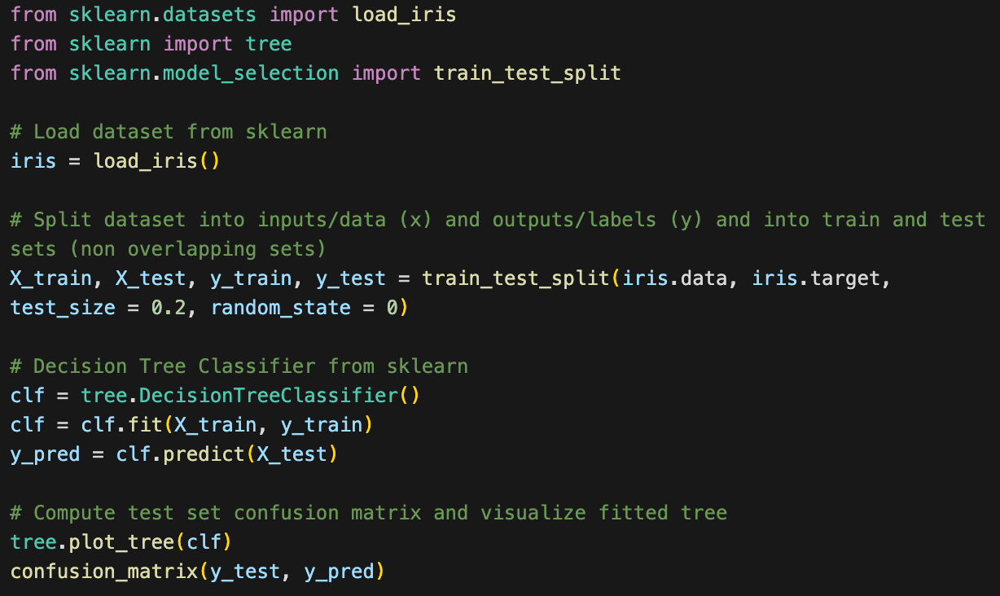 from sklearn.datasets import load_iris
from sklearn import tree
from sklearn.model_selection import train_test_split
# Load dataset from sklearn
iris = load_iris()
# Split dataset into inputs/data (x) and outputs/labels (y) and into train and test
sets (non overlapping sets)
X_train, X_test, y_train, y_test = train_test_split(iris.data, iris.target,
test_size = 0.2, random_state = 0)
# Decision Tree Classifier from sklearn
clf = tree.DecisionTreeClassifier()
clf = clf.fit(X_train, y_train)
y_pred = clf.predict(X_test)
# Compute test set confusion matrix and visualize fitted tree
tree.plot_tree(clf)
confusion_matrix(y_test, y_pred)